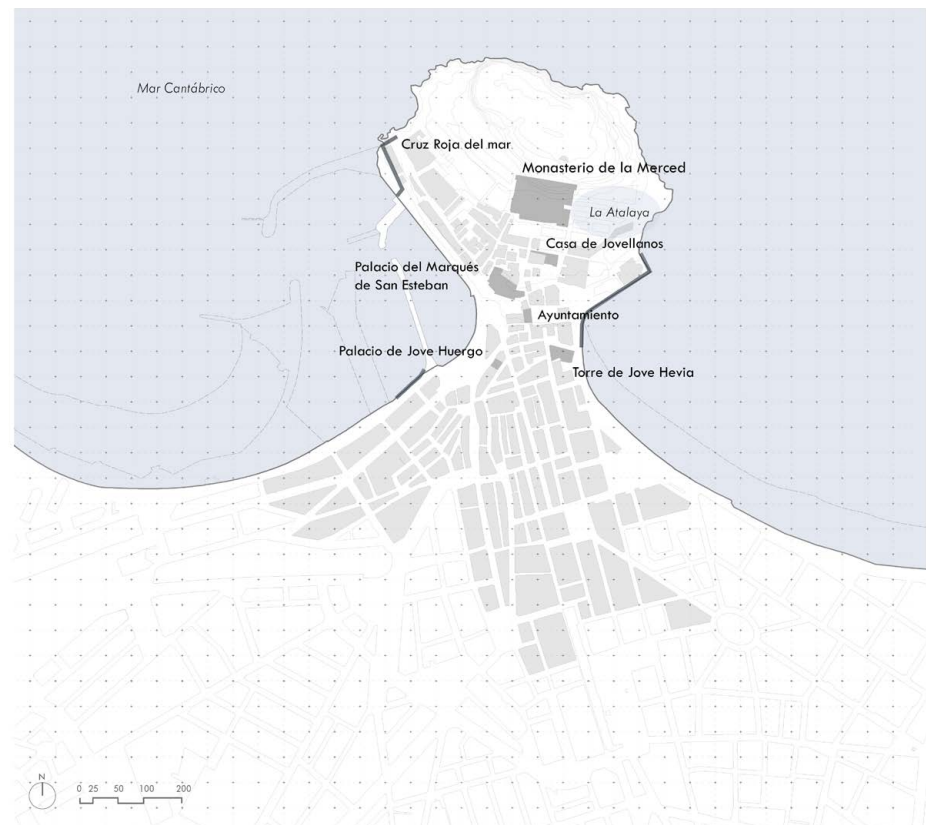 Mar Cantábrico
Cruz Roja del mar
Monasterio de la Merced
La Atalaya
Casa de Jovellanos
Palacio del Marqués
de San Esteban
Ayuntamiento
Palacio de Jove Huergo
Torre de Jove Hevia
N
0 25 50 100 200